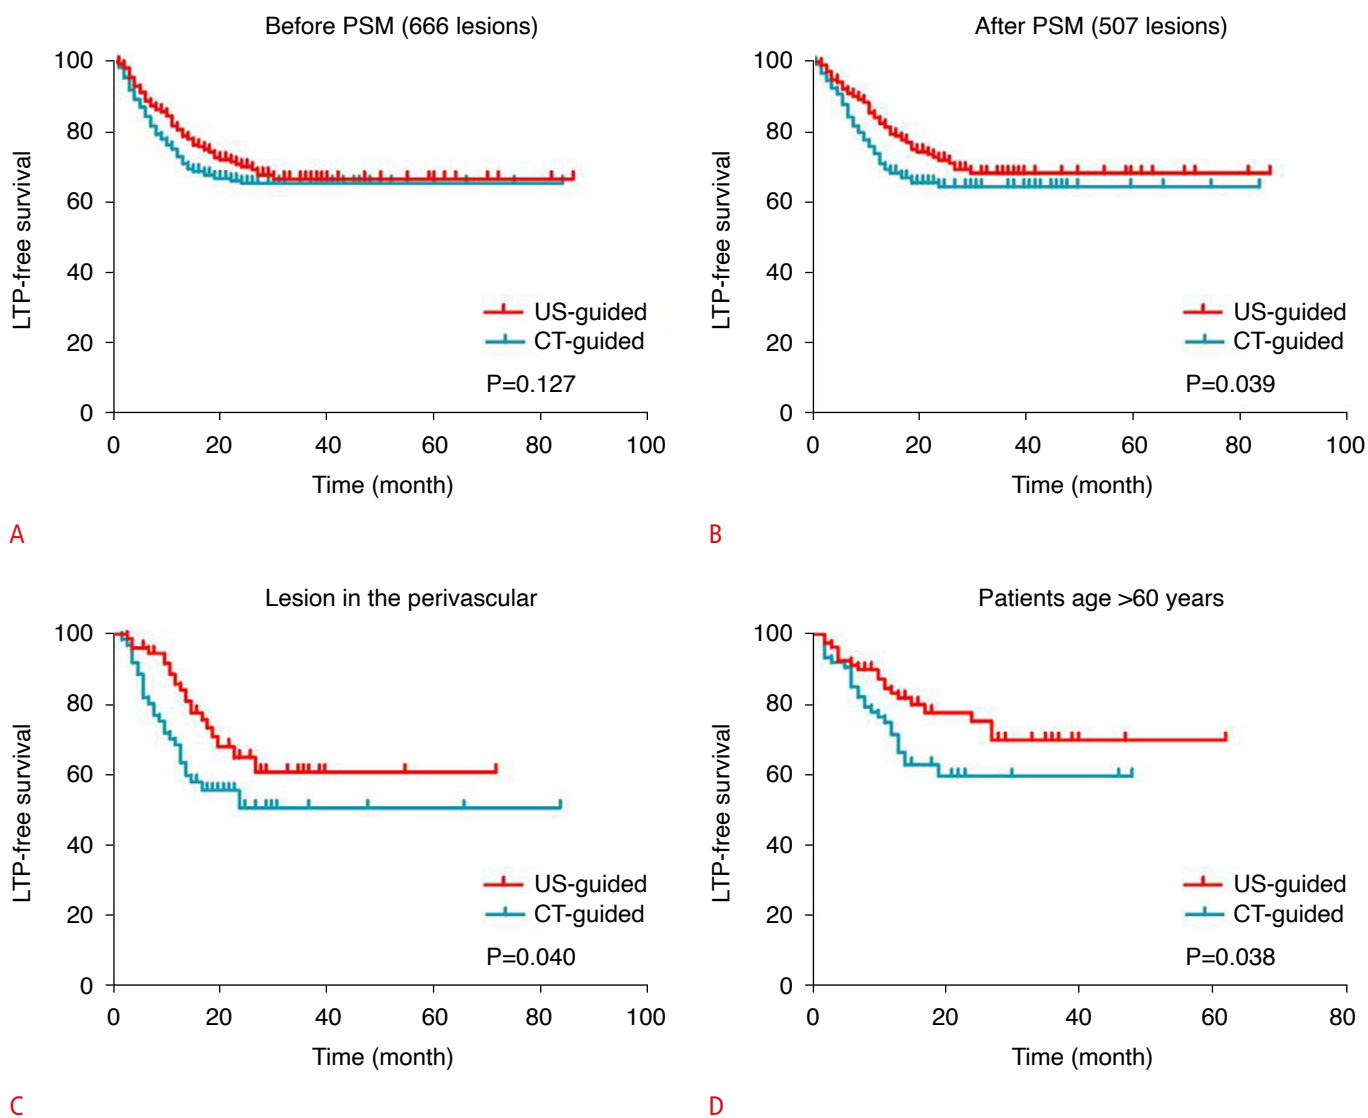 Before PSM (666 lesions)
LTP-free survival
100
80
60
40
20
0
US-guided
CT-guided
P=0.127
0 20 40 60 80 100
Time (month)
A
After PSM (507 lesions)
LTP-free survival
100
80
60
40
20
0
US-guided
CT-guided
P=0.039
0 20 40 60 80 100
Time (month)
B
Lesion in the perivascular
LTP-free survival
100
80
60
40
20
0
US-guided
CT-guided
P=0.040
0 20 40 60 80 100
Time (month)
C
Patients age >60 years
LTP-free survival
100
80
60
40
20
0
US-guided
CT-guided
P=0.038
0 20 40 60 80
Time (month)
D